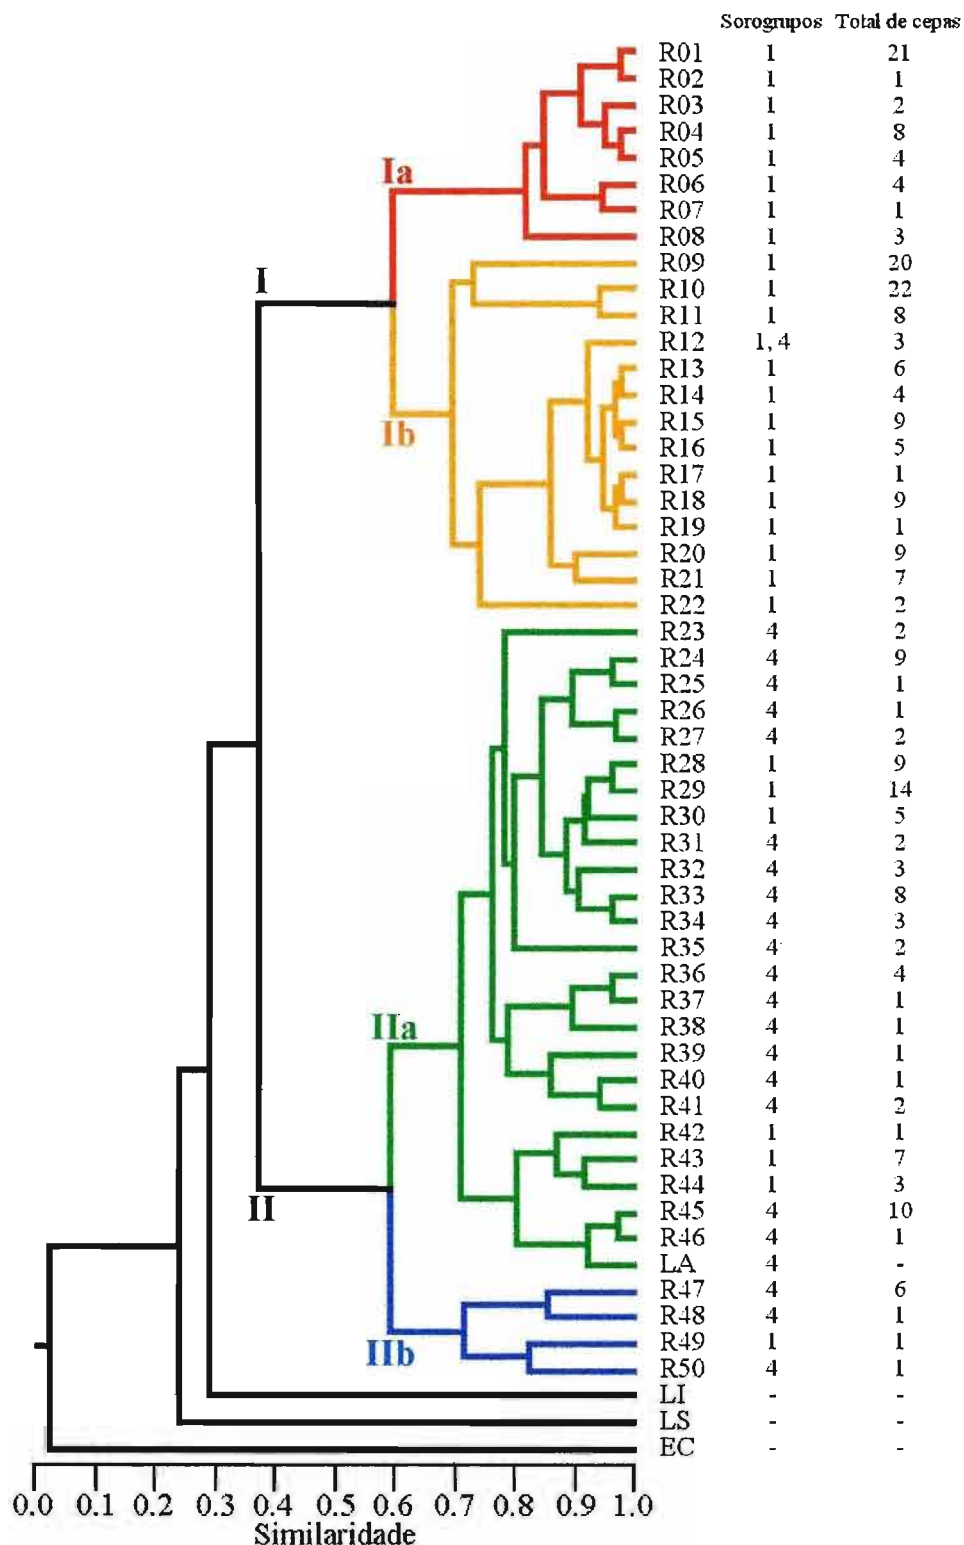 Sorogrupos Total de cepas
R01 1 21
R02 1 1
R03 1 2
R04 1 8
R05 1 4
Ia
R06 1 4
R07 1 1
R08 1 3
R09 1 20
I
R10 1 22
R11 1 8
R12 1, 4 3
R13 1 6
R14 1 4
R15 1 9
Ib
R16 1 5
R17 1 1
R18 1 9
R19 1 1
R20 1 9
R21 1 7
R22 1 2
R23 4 2
R24 4 9
R25 4 1
R26 4 1
R27 4 2
R28 1 9
R29 1 14
R30 1 5
R31 4 2
R32 4 3
R33 4 8
R34 4 3
R35 4 2
R36 4 4
R37 4 1
R38 4 1
IIa
R39 4 1
R40 4 1
R41 4 2
R42 1 1
R43 1 7
R44 1 3
II
R45 4 10
R46 4 1
LA 4 -
R47 4 6
R48 4 1
R49 1 1
IIb
R50 4 1
LI - -
LS - -
EC - -
0.0 0.1 0.2 0.3 0.4 0.5 0.6 0.7 0.8 0.9 1.0
Similaridade